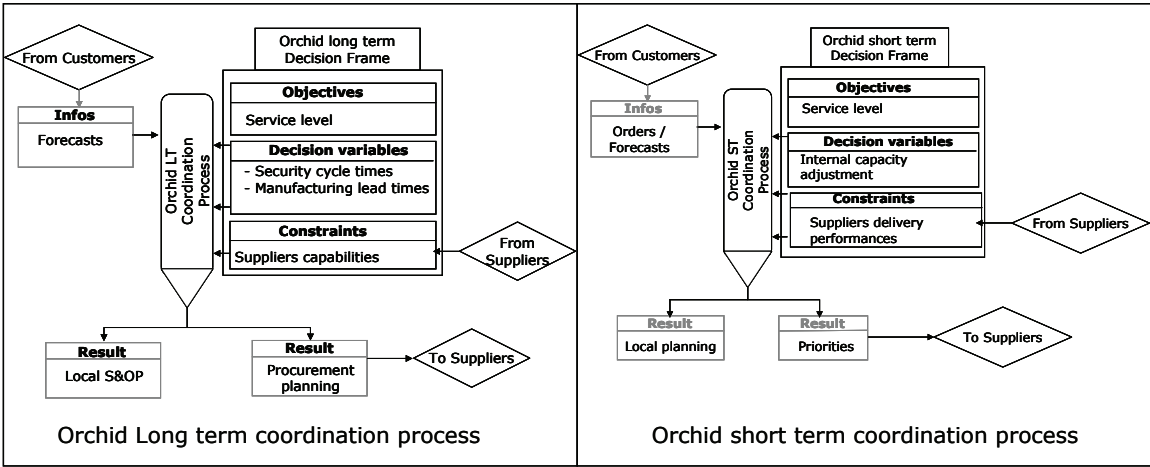 From Customers
Orchid long term
Decision Frame
Infos
Forecasts
Orchid LT
Coordination
Process
Objectives
Service level
Decision variables
- Security cycle times
- Manufacturing lead times
Constraints
Suppliers capabilities
From
Suppliers
Result
Local S&OP
Result
Procurement
planning
To Suppliers
Orchid Long term coordination process
From Customers
Orchid short term
Decision Frame
Infos
Orders /
Forecasts
Orchid ST
Coordination
Process
Objectives
Service level
Decision variables
Internal capacity
adjustment
Constraints
Suppliers delivery
performances
From Suppliers
Result
Local planning
Result
Priorities
To Suppliers
Orchid short term coordination process